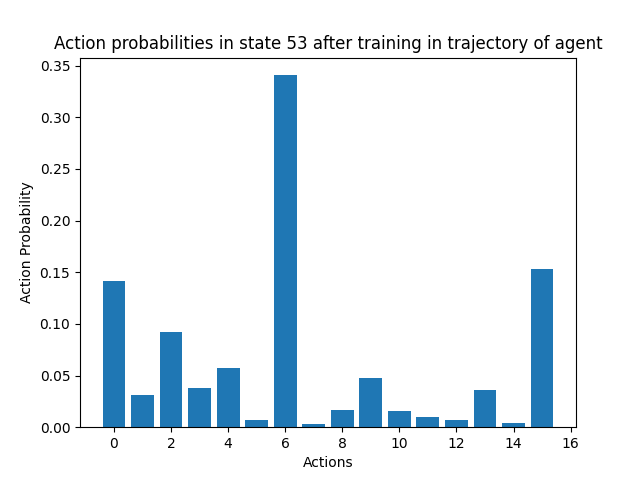 Action probabilities in state 53 after training in trajectory of agent
0.35
0.30
0.25
0.20
0.15
0.10
0.05
0.00
Action Probability
0 2 4 6 8 10 12 14 16
Actions